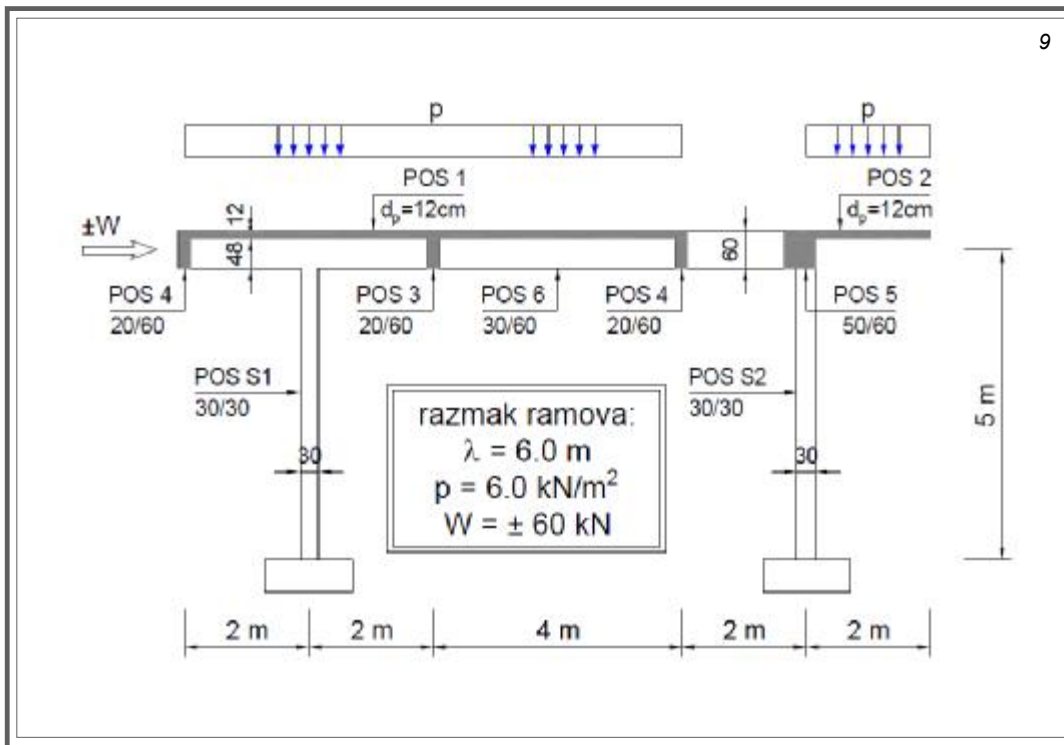 9
p
p
POS 1
d_p=12cm
POS 2
d_p=12cm
±W
12
48
60
POS 4
20/60
POS 3
20/60
POS 6
30/60
POS 4
20/60
POS 5
50/60
POS S1
30/30
POS S2
30/30
razmak ramova:
λ = 6.0 m
p = 6.0 kN/m²
W = ± 60 kN
30
30
5 m
2 m
2 m
4 m
2 m
2 m